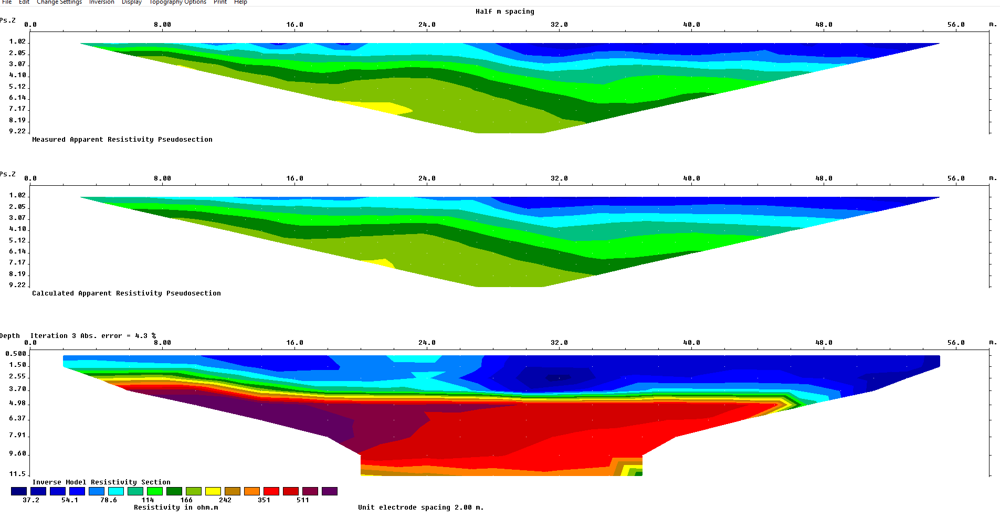 File Edit Change Settings Inversion Display Topography Options Print Help
Half m spacing
Ps.Z 0.0 8.00 16.0 24.0 32.0 40.0 48.0 56.0 m.
1.02
2.05
3.07
4.10
5.12
6.14
7.17
8.19
9.22
Measured Apparent Resistivity Pseudosection
Ps.Z 0.0 8.00 16.0 24.0 32.0 40.0 48.0 56.0 m.
1.02
2.05
3.07
4.10
5.12
6.14
7.17
8.19
9.22
Calculated Apparent Resistivity Pseudosection
Depth Iteration 3 Abs. error = 4.3 %
0.0 8.00 16.0 24.0 32.0 40.0 48.0 56.0 m.
0.500
1.50
2.55
3.70
4.98
6.37
7.91
9.60
11.5
Inverse Model Resistivity Section
37.2 54.1 78.6 114 166 242 351 511
Resistivity in ohm.m Unit electrode spacing 2.00 m.